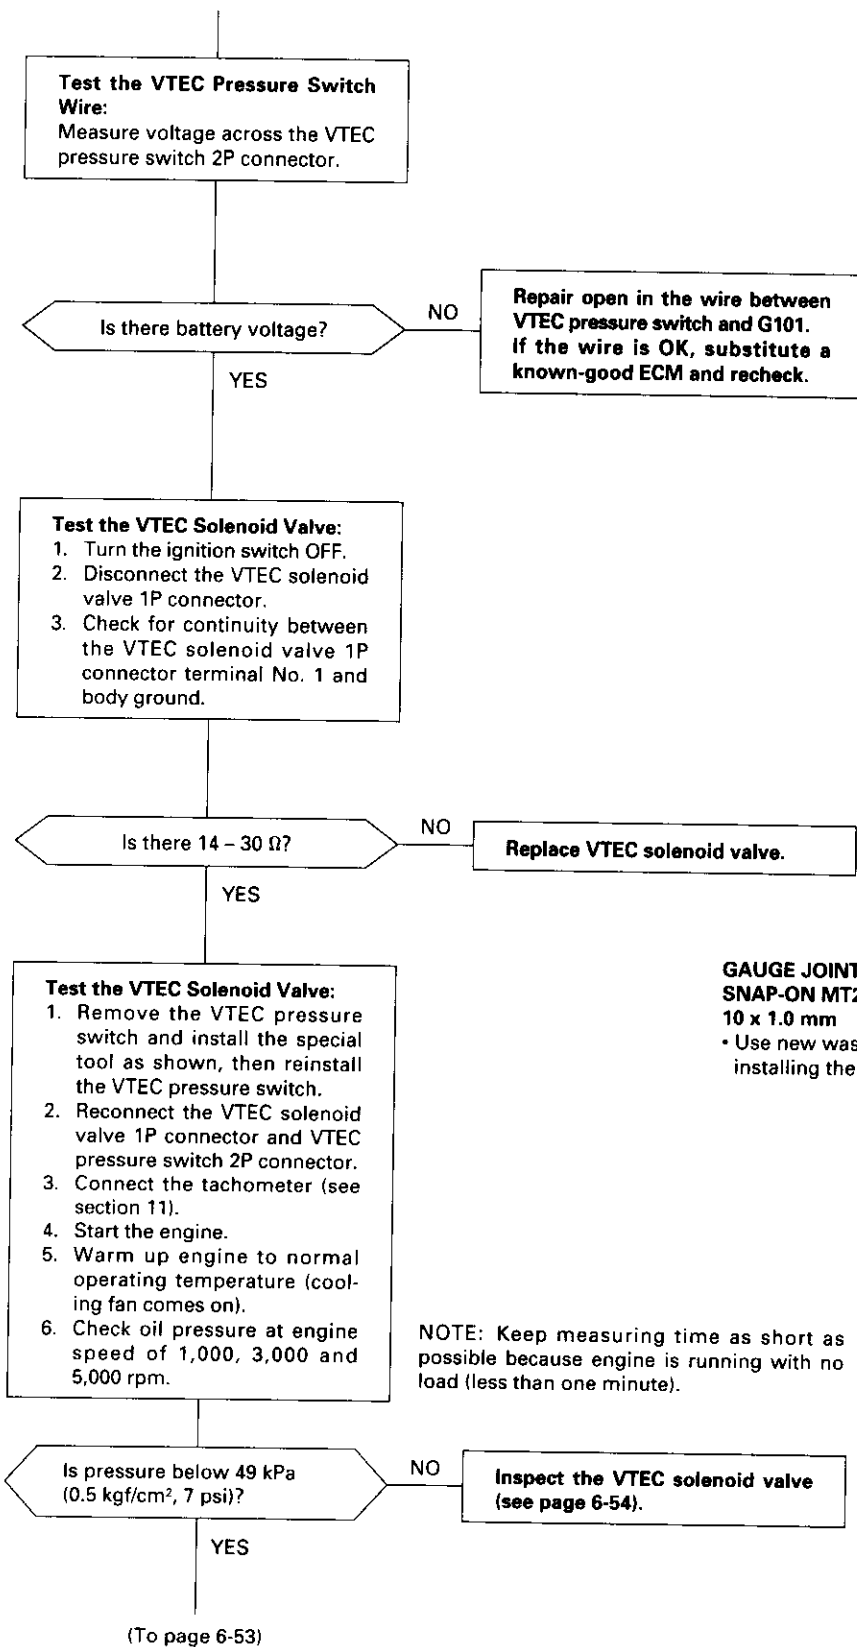 Test the VTEC Pressure Switch
Wire:
Measure voltage across the VTEC
pressure switch 2P connector.
Is there battery voltage?
NO
Repair open in the wire between
VTEC pressure switch and G101.
If the wire is OK, substitute a
known-good ECM and recheck.
YES
Test the VTEC Solenoid Valve:
1. Turn the ignition switch OFF.
2. Disconnect the VTEC solenoid
valve 1P connector.
3. Check for continuity between
the VTEC solenoid valve 1P
connector terminal No. 1 and
body ground.
Is there 14 – 30 Ω?
NO
Replace VTEC solenoid valve.
YES
GAUGE JOINT
SNAP-ON MT2
10 x 1.0 mm
• Use new was
installing the
Test the VTEC Solenoid Valve:
1. Remove the VTEC pressure
switch and install the special
tool as shown, then reinstall
the VTEC pressure switch.
2. Reconnect the VTEC solenoid
valve 1P connector and VTEC
pressure switch 2P connector.
3. Connect the tachometer (see
section 11).
4. Start the engine.
5. Warm up engine to normal
operating temperature (cool-
ing fan comes on).
6. Check oil pressure at engine
speed of 1,000, 3,000 and
5,000 rpm.
NOTE: Keep measuring time as short as
possible because engine is running with no
load (less than one minute).
Is pressure below 49 kPa
(0.5 kgf/cm², 7 psi)?
NO
Inspect the VTEC solenoid valve
(see page 6-54).
YES
(To page 6-53)